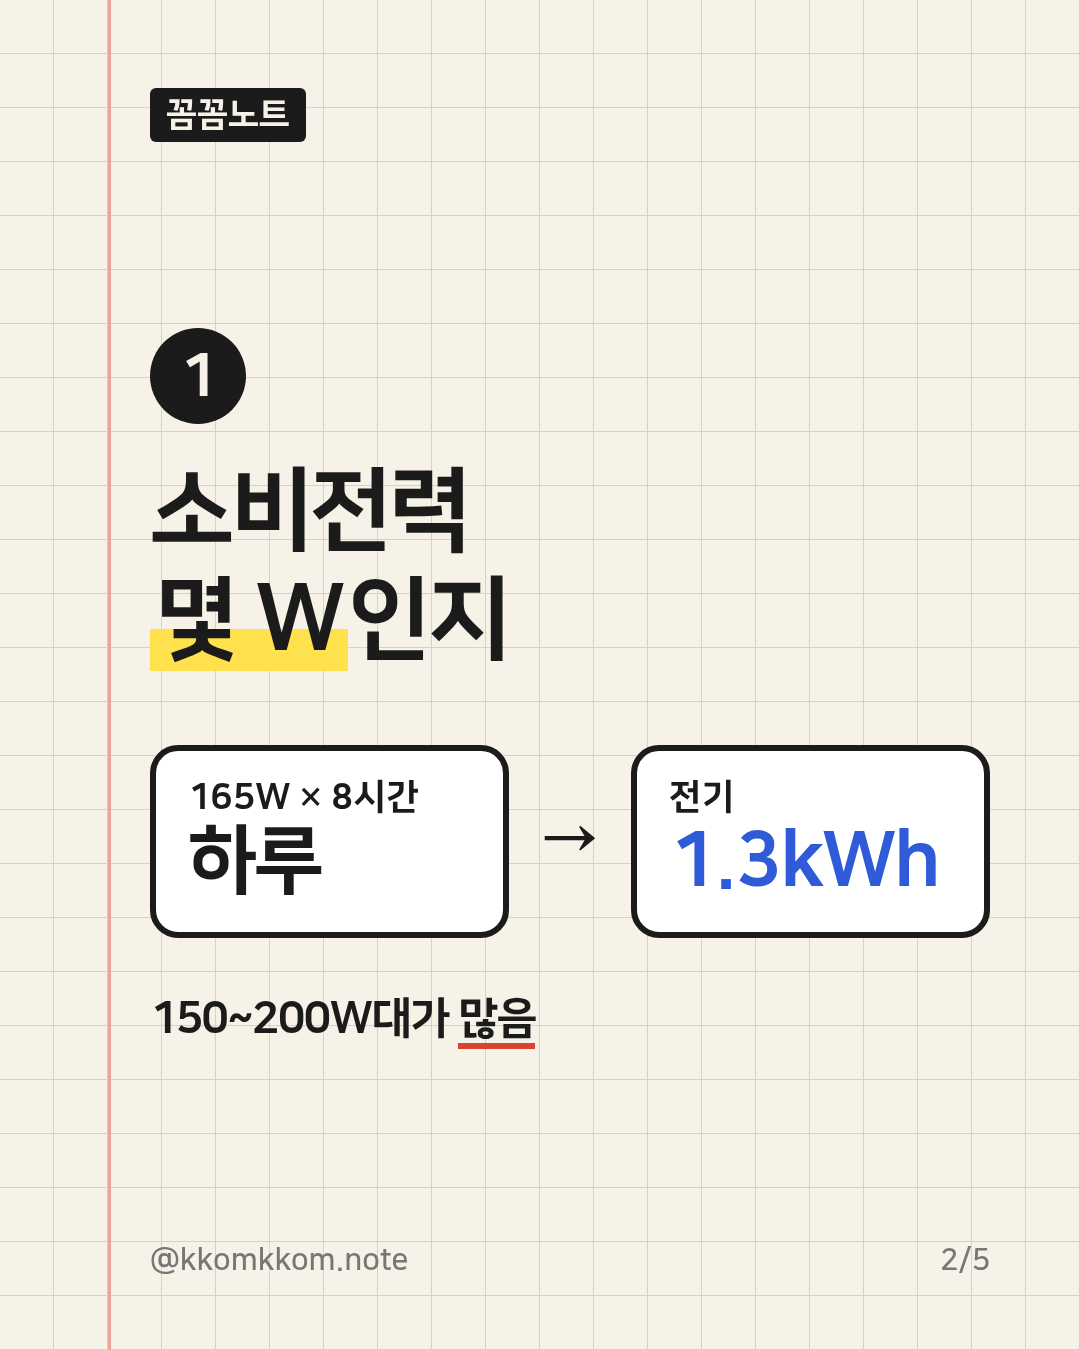 꼼꼼노트
1
소비전력
몇 W인지
165W × 8시간
하루
→
전기
1.3kWh
150~200W대가 많음
@kkomkkom.note
2/5